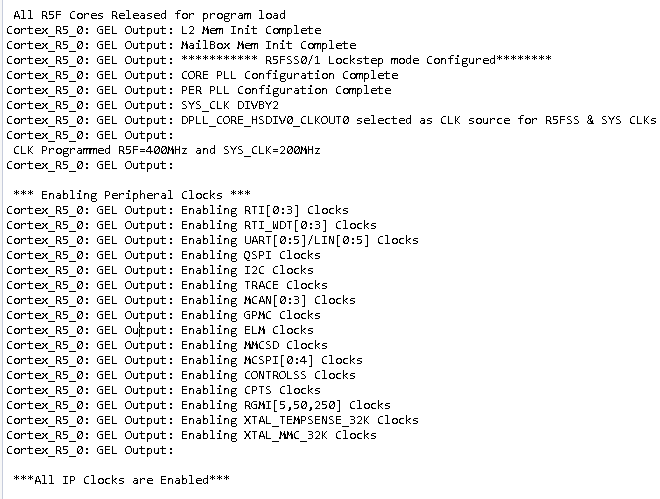 All R5F Cores Released for program load
Cortex_R5_0: GEL Output: L2 Mem Init Complete
Cortex_R5_0: GEL Output: MailBox Mem Init Complete
Cortex_R5_0: GEL Output: *********** R5FSS0/1 Lockstep mode Configured********
Cortex_R5_0: GEL Output: CORE PLL Configuration Complete
Cortex_R5_0: GEL Output: PER PLL Configuration Complete
Cortex_R5_0: GEL Output: SYS_CLK DIVBY2
Cortex_R5_0: GEL Output: DPLL_CORE_HSDIV0_CLKOUT0 selected as CLK source for R5FSS & SYS CLKs
Cortex_R5_0: GEL Output:
CLK Programmed R5F=400MHz and SYS_CLK=200MHz
Cortex_R5_0: GEL Output:
*** Enabling Peripheral Clocks ***
Cortex_R5_0: GEL Output: Enabling RTI[0:3] Clocks
Cortex_R5_0: GEL Output: Enabling RTI_WDT[0:3] Clocks
Cortex_R5_0: GEL Output: Enabling UART[0:5]/LIN[0:5] Clocks
Cortex_R5_0: GEL Output: Enabling QSPI Clocks
Cortex_R5_0: GEL Output: Enabling I2C Clocks
Cortex_R5_0: GEL Output: Enabling TRACE Clocks
Cortex_R5_0: GEL Output: Enabling MCAN[0:3] Clocks
Cortex_R5_0: GEL Output: Enabling GPMC Clocks
Cortex_R5_0: GEL Output: Enabling ELM Clocks
Cortex_R5_0: GEL Output: Enabling MMCSD Clocks
Cortex_R5_0: GEL Output: Enabling MCSPI[0:4] Clocks
Cortex_R5_0: GEL Output: Enabling CONTROLSS Clocks
Cortex_R5_0: GEL Output: Enabling CPTS Clocks
Cortex_R5_0: GEL Output: Enabling RGMI[5,50,250] Clocks
Cortex_R5_0: GEL Output: Enabling XTAL_TEMPSENSE_32K Clocks
Cortex_R5_0: GEL Output: Enabling XTAL_MMC_32K Clocks
Cortex_R5_0: GEL Output:
***All IP Clocks are Enabled***